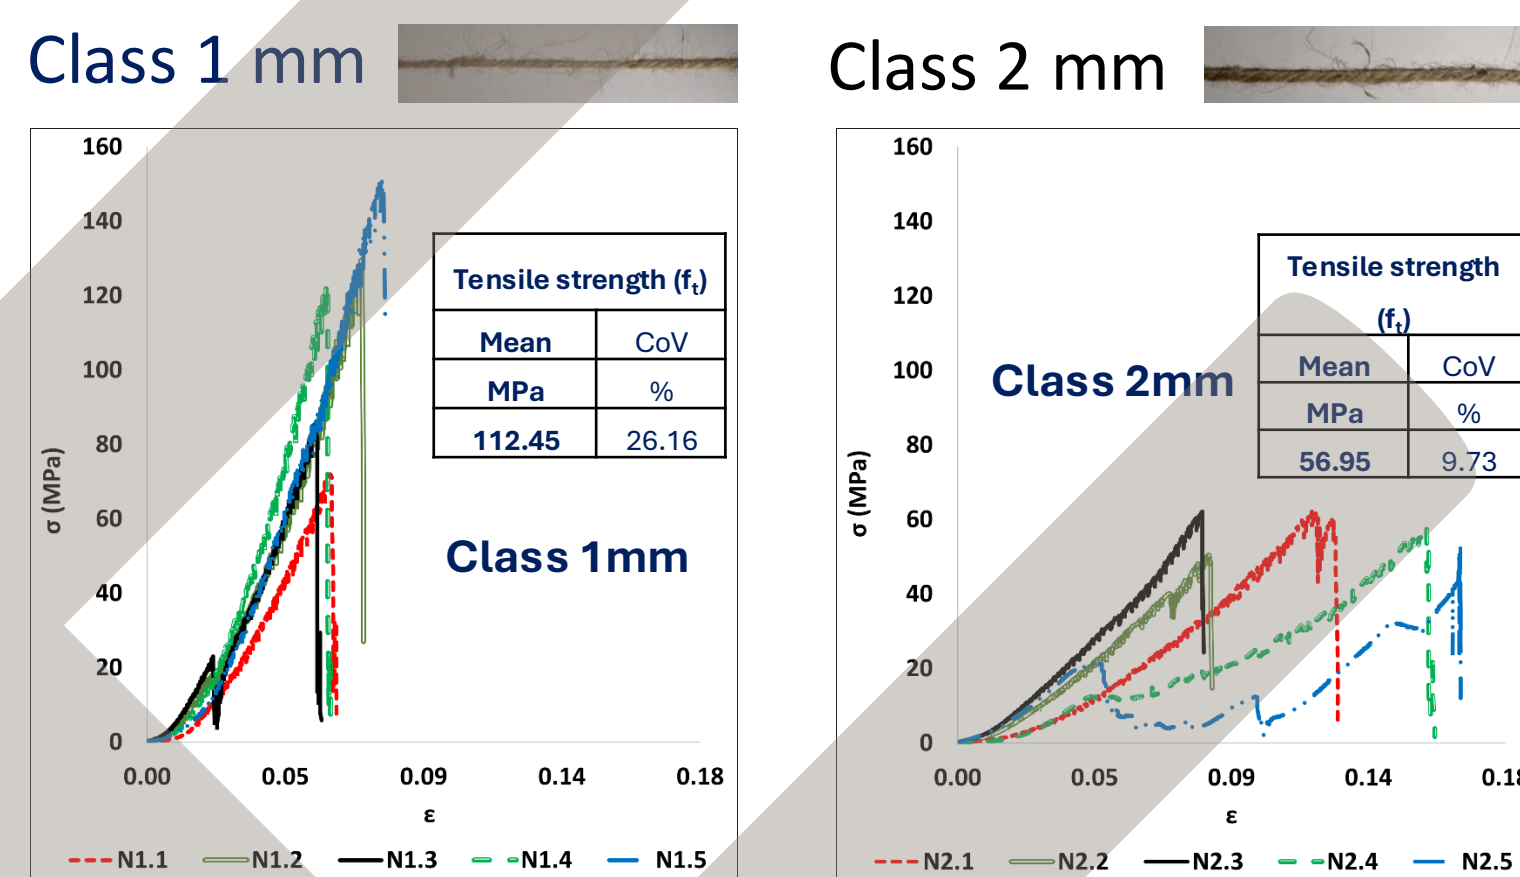 Class 1 mm
Class 2 mm
160
140
120
100
80
60
40
20
0
σ (MPa)
0.00 0.05 0.09 0.14 0.18
ε
Tensile strength (fₜ)
Mean CoV
MPa %
112.45 26.16
Class 1mm
N1.1 N1.2 N1.3 N1.4 N1.5
160
140
120
100
80
60
40
20
0
σ (MPa)
0.00 0.05 0.09 0.14 0.18
ε
Tensile strength
(fₜ)
Mean CoV
MPa %
56.95 9.73
Class 2mm
N2.1 N2.2 N2.3 N2.4 N2.5